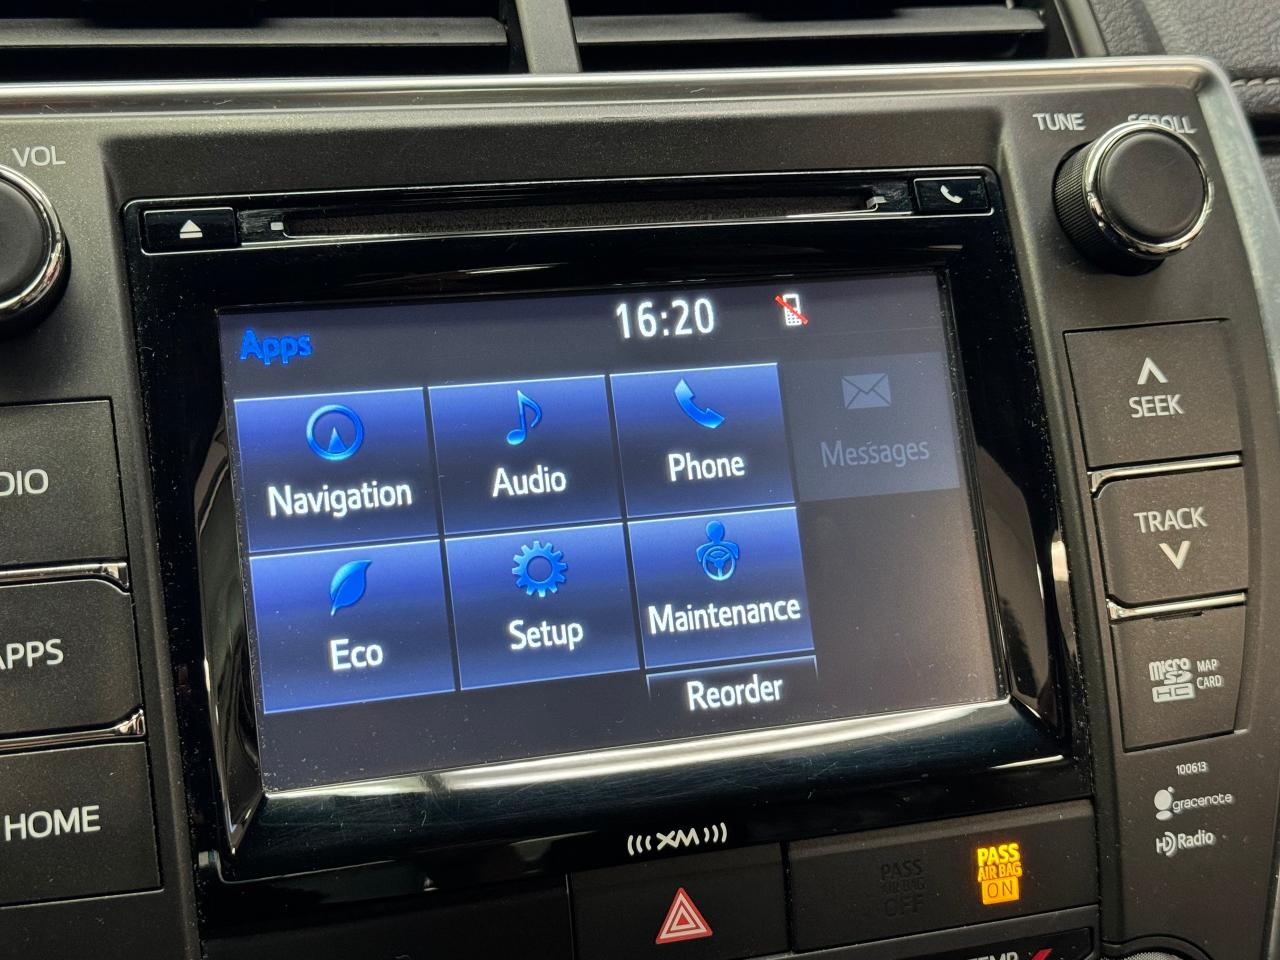 VOL
TUNE
SCROLL
Apps
16:20
Navigation
Audio
Phone
Messages
Eco
Setup
Maintenance
Reorder
APPS
HOME
SEEK
TRACK
micro
SD
HC
MAP
CARD
100613
gracenote
HD Radio
XM
PASS
AIR BAG
OFF
PASS
AIR BAG
ON
TEMP